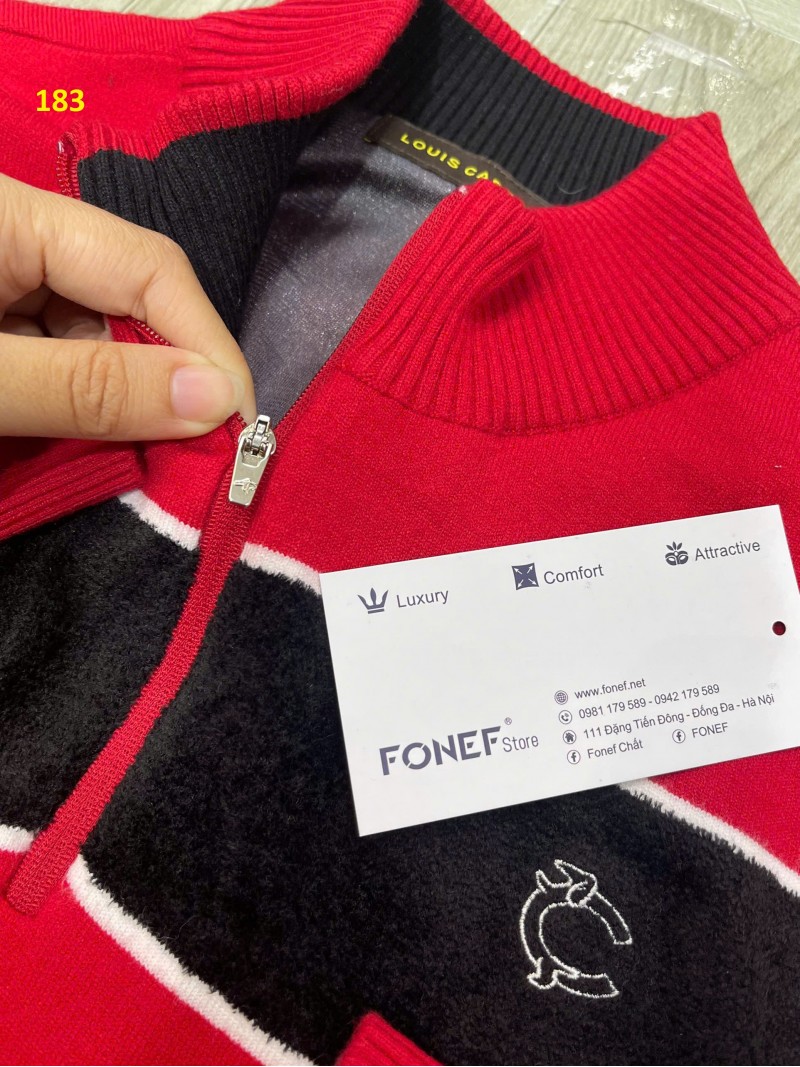 183
LOUIS
Luxury
Comfort
Attractive
FONEF® Store
www.fonef.net
0981 179 589 - 0942 179 589
111 Đặng Tiến Đông - Đống Đa - Hà Nội
Fonef Chất FONEF